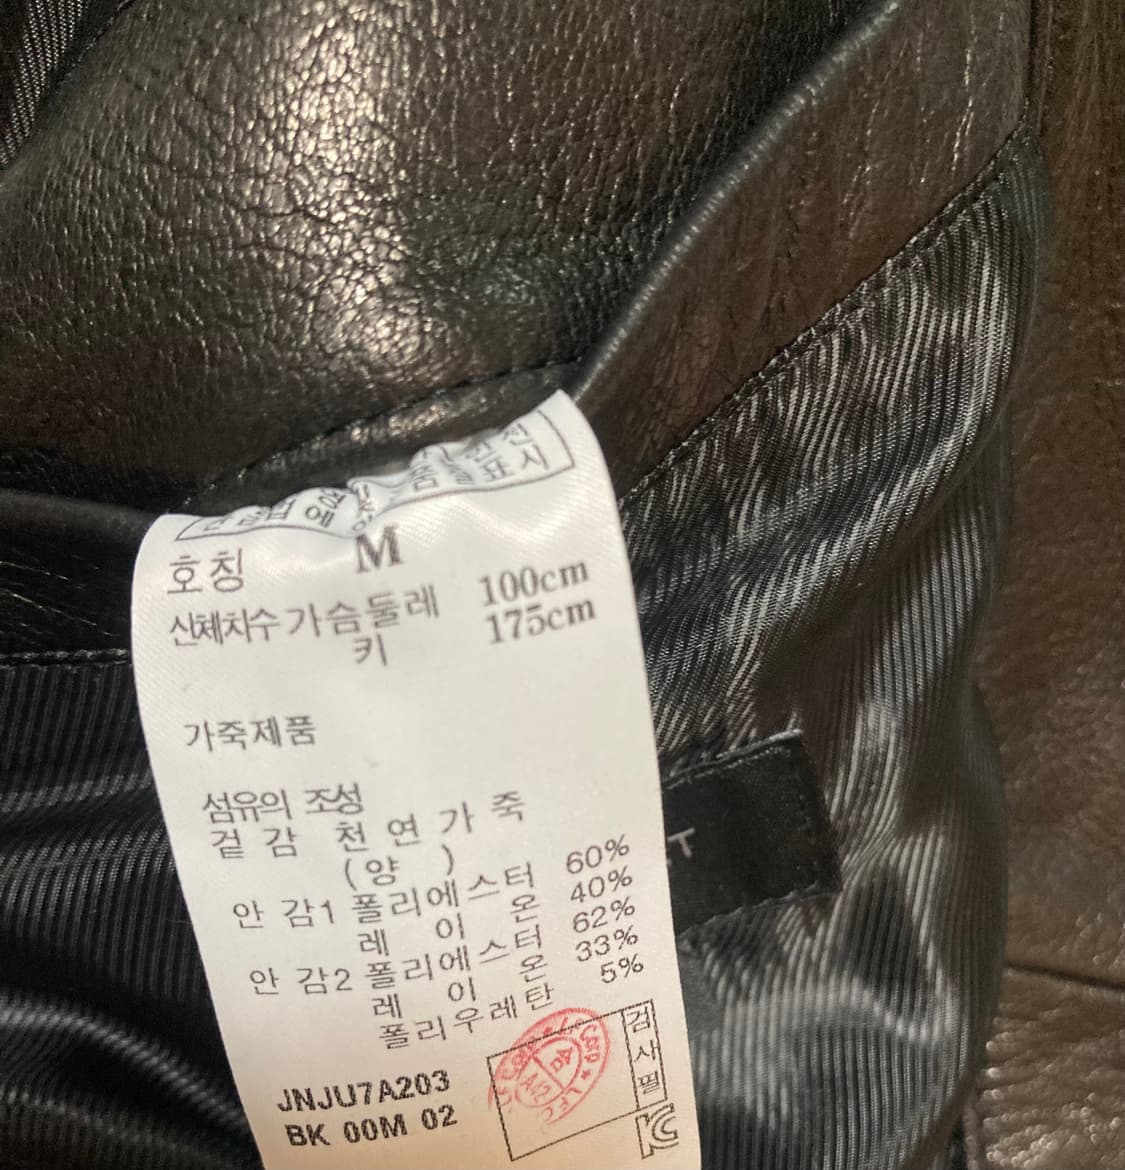 표시
호칭 M
신체치수 가슴둘레 100cm
키 175cm
가죽제품
섬유의 조성
겉 감 천 연 가 죽
(양 )
안 감1 폴리에스터 60%
레 이 온 40%
안 감2 폴리에스터 62%
레 이 온 33%
폴리우레탄 5%
검사필
JNJU7A203
BK 00M 02